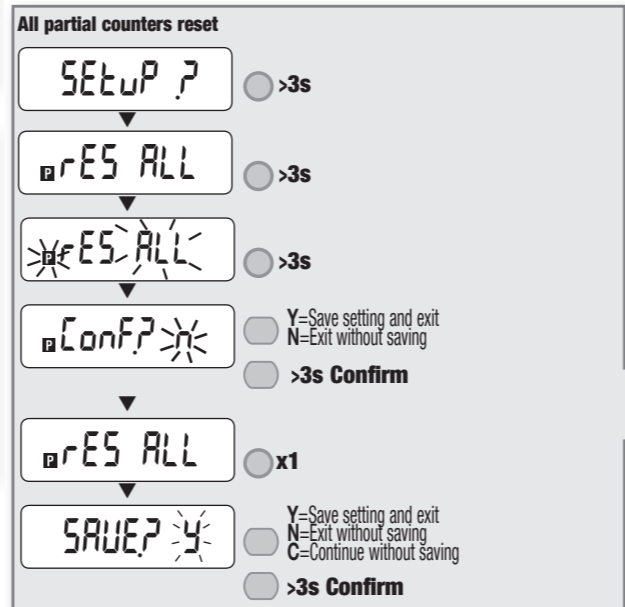 All partial counters reset
SEtuP ?
>3s
P rES ALL
>3s
P rES ALL
>3s
P ConF? n
Y=Save setting and exit
N=Exit without saving
>3s Confirm
P rES ALL
x1
SAVE? Y
Y=Save setting and exit
N=Exit without saving
C=Continue without saving
>3s Confirm